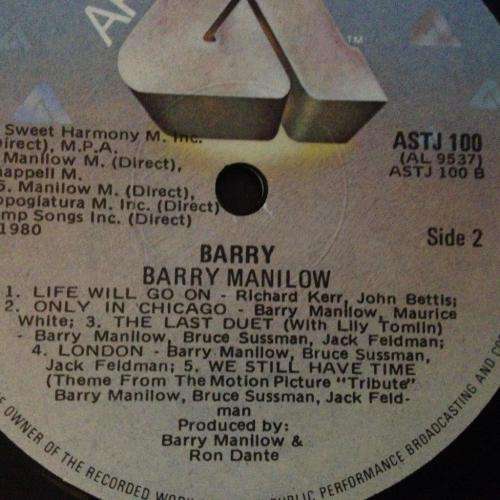 AR
TM
Sweet Harmony M. Inc.
Direct), M.P.A.
Manilow M. (Direct),
happell M.
5. Manilow M. (Direct),
opoglatura M. Inc. (Direct)
mp Songs Inc. (Direct)
1980
ASTJ 100
(AL 9537)
ASTJ 100 B
Side 2
BARRY
BARRY MANILOW
1. LIFE WILL GO ON - Richard Kerr, John Bettis;
2. ONLY IN CHICAGO - Barry Manilow, Maurice
White; 3. THE LAST DUET (With Lily Tomlin)
- Barry Manilow, Bruce Sussman, Jack Feldman;
4. LONDON - Barry Manilow, Bruce Sussman,
Jack Feldman; 5. WE STILL HAVE TIME
(Theme From The Motion Picture "Tribute"
Barry Manilow, Bruce Sussman, Jack Feld-
man
Produced by:
Barry Manilow &
Ron Dante
OWNER OF THE RECORDED WORK PUBLIC PERFORMANCE BROADCASTING AND CO